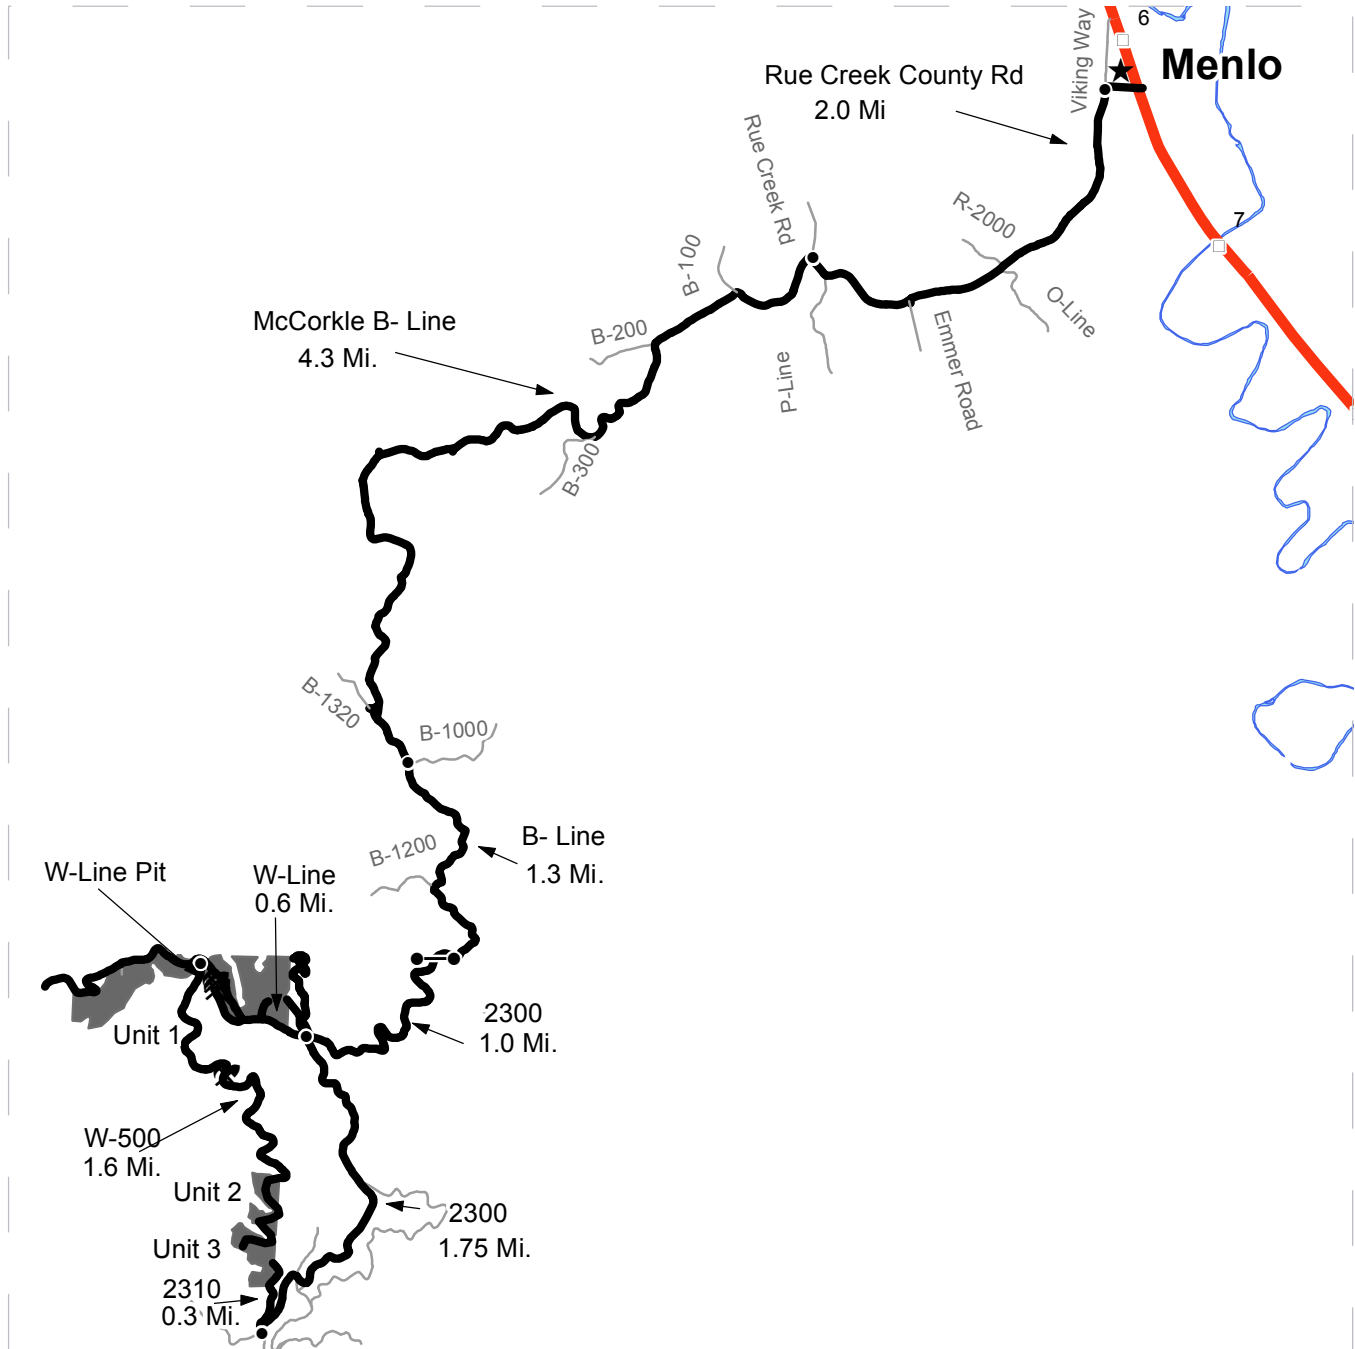 6
Viking Way
Menlo
Rue Creek County Rd
2.0 Mi
Rue Creek Rd
R-2000
7
B-100
O-Line
McCorkle B- Line
4.3 Mi.
B-200
Emmer Road
P-Line
B-300
B-1320
B-1000
B- Line
1.3 Mi.
B-1200
W-Line Pit
W-Line
0.6 Mi.
2300
1.0 Mi.
Unit 1
W-500
1.6 Mi.
Unit 2
2300
1.75 Mi.
Unit 3
2310
0.3 Mi.